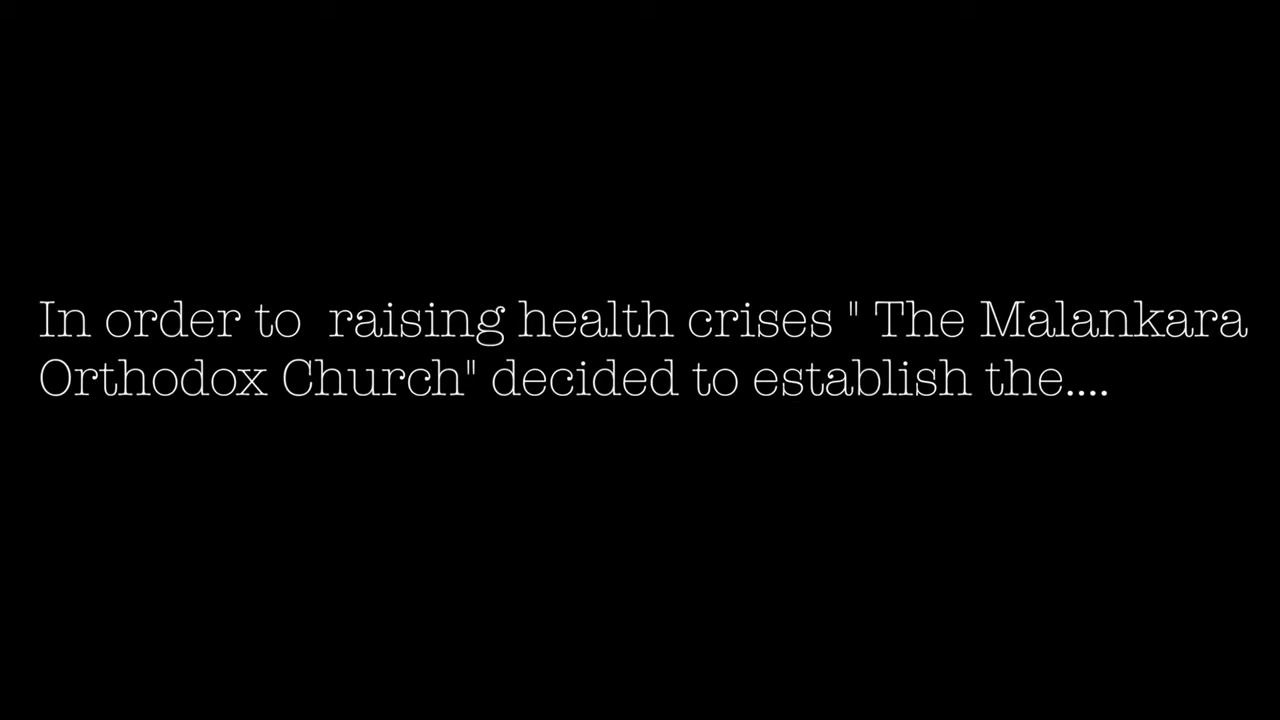 In order to  raising health crises " The Malankara
Orthodox Church" decided to establish the....